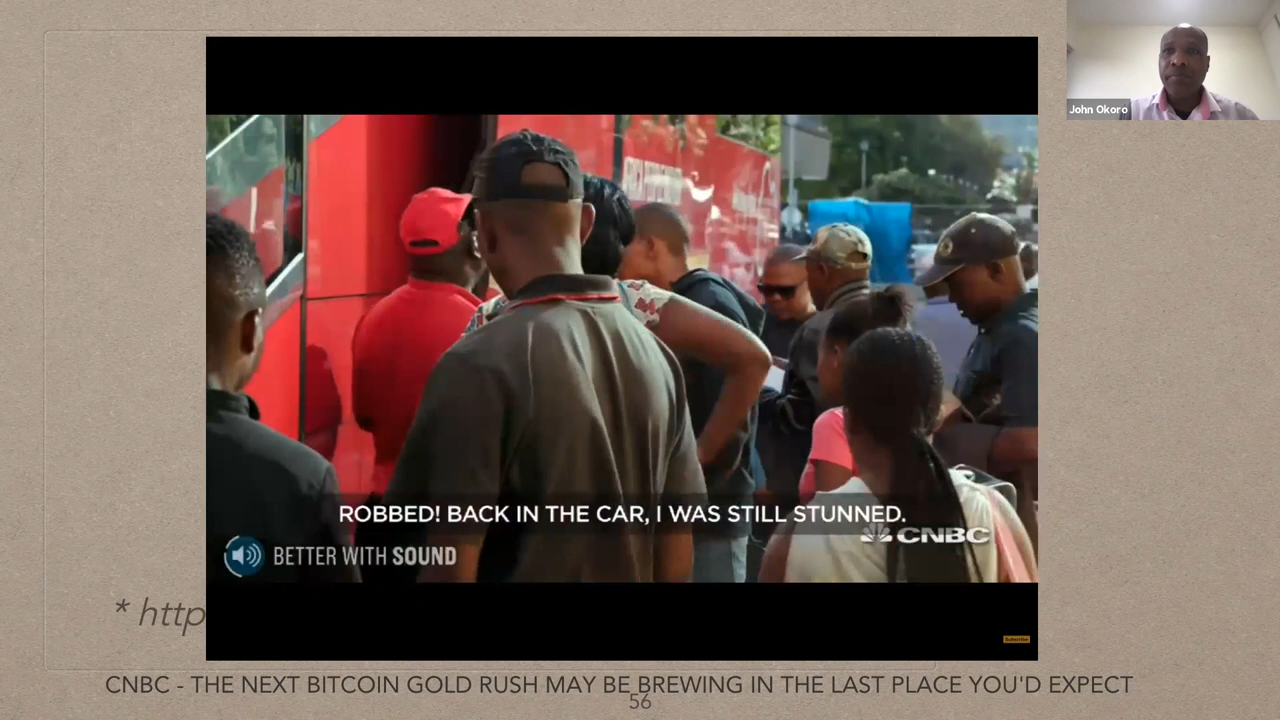 John Okoro
ROBBED! BACK IN THE CAR, I WAS STILL STUNNED.
CNBC
BETTER WITH SOUND
* http
Subscribe
CNBC - THE NEXT BITCOIN GOLD RUSH MAY BE BREWING IN THE LAST PLACE YOU'D EXPECT
56